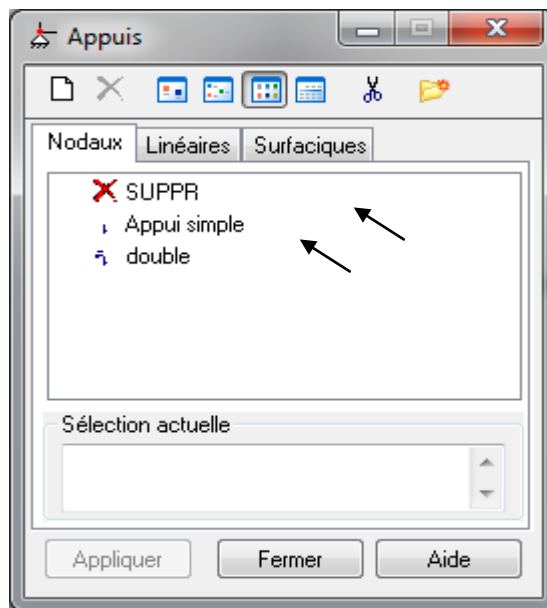 Appuis
Nodaux Linéaires Surfaciques
SUPPR
Appui simple
double
Sélection actuelle
Appliquer Fermer Aide